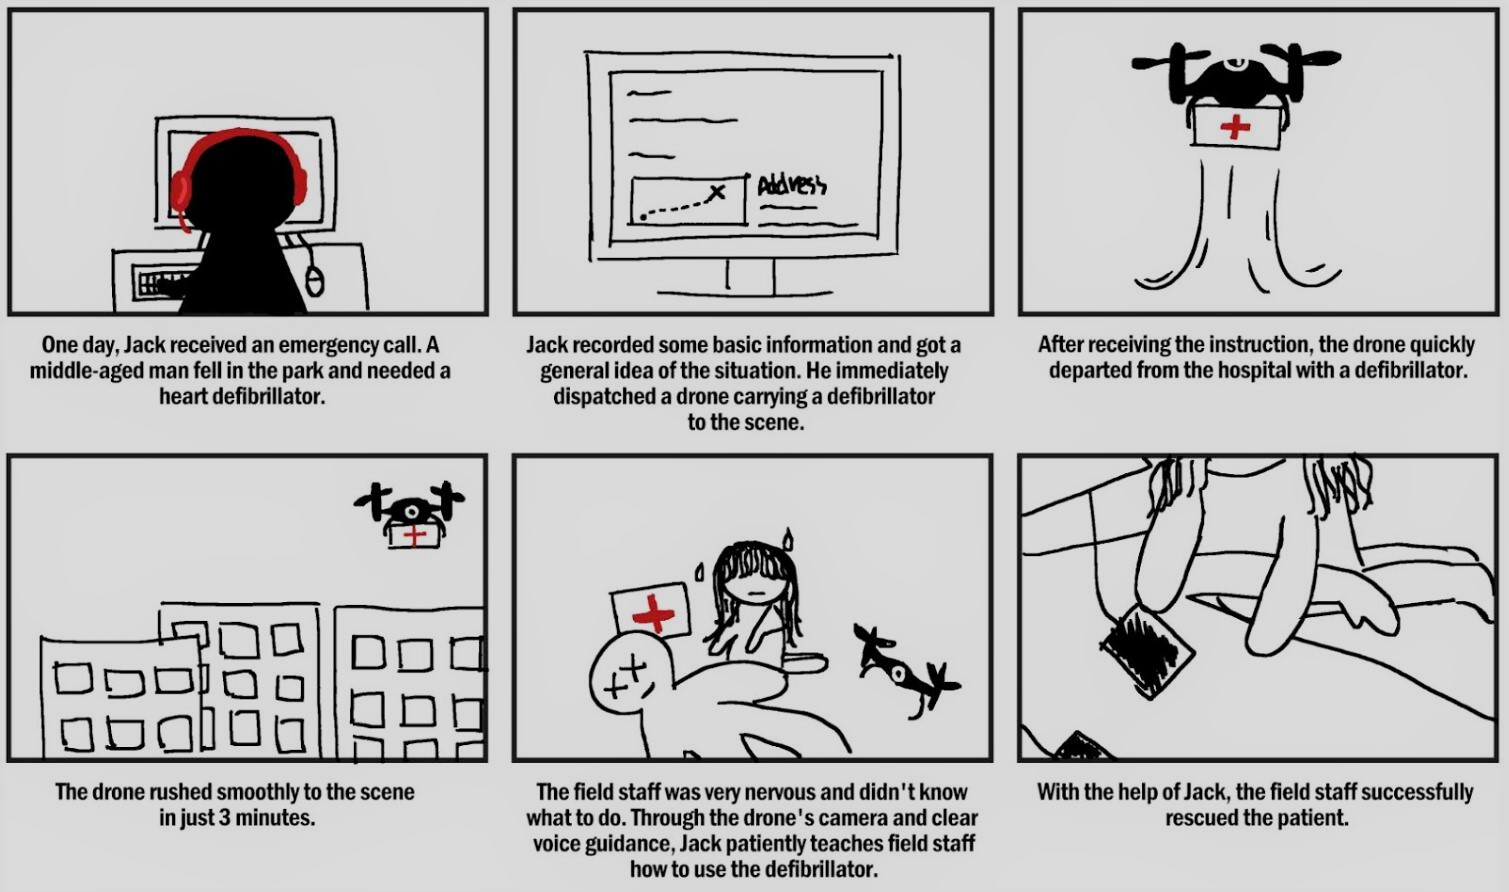 Address
One day, Jack received an emergency call. A
middle-aged man fell in the park and needed a
heart defibrillator.
Jack recorded some basic information and got a
general idea of the situation. He immediately
dispatched a drone carrying a defibrillator
to the scene.
After receiving the instruction, the drone quickly
departed from the hospital with a defibrillator.
The drone rushed smoothly to the scene
in just 3 minutes.
The field staff was very nervous and didn't know
what to do. Through the drone's camera and clear
voice guidance, Jack patiently teaches field staff
how to use the defibrillator.
With the help of Jack, the field staff successfully
rescued the patient.